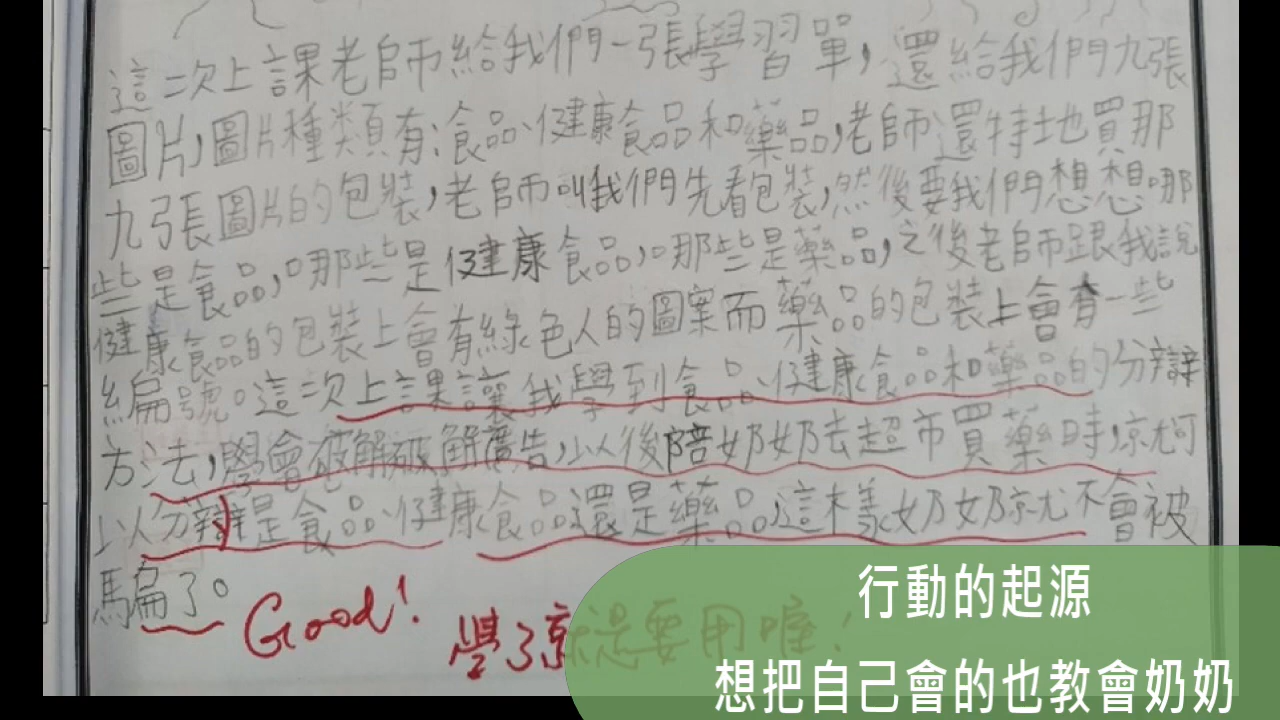 這二次上課老師給我們一張學習單，還給我們九張
圖片，圖片種類有：食品、健康食品和藥品，老師還特地買那
九張圖片的包裝，老師叫我們先看包裝，然後要我們想想哪
些是食品，哪些是健康食品，哪些是藥品，之後老師跟我說
健康食品的包裝上會有綠色人的圖案而藥品的包裝上會有一些
編號。這次上課讓我學到食品、健康食品和藥品的分辯
方法，學會破解破解廣告，以後陪奶奶去超市買藥時，就可
以分辯是食品、健康食品還是藥品，這樣奶奶就不會被
騙了。
Good!
學了就是要用喔！
行動的起源
想把自己會的也教會奶奶